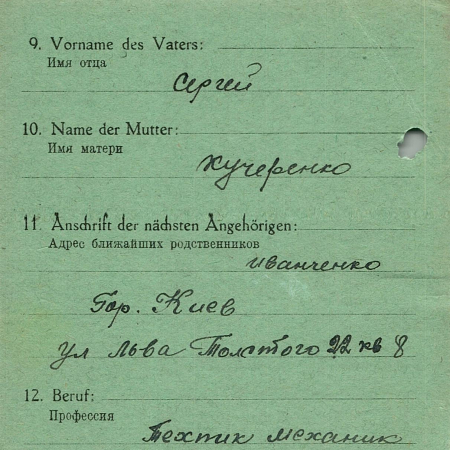 9. Vorname des Vaters:
Имя отца
Сергей
10. Name der Mutter:
Имя матери
Кучеренко
11. Anschrift der nächsten Angehörigen:
Адрес ближайших родственников
Иванченко
Гор. Киев
ул Льва Толстого 22 кв 8
12. Beruf:
Профессия
Техник механик